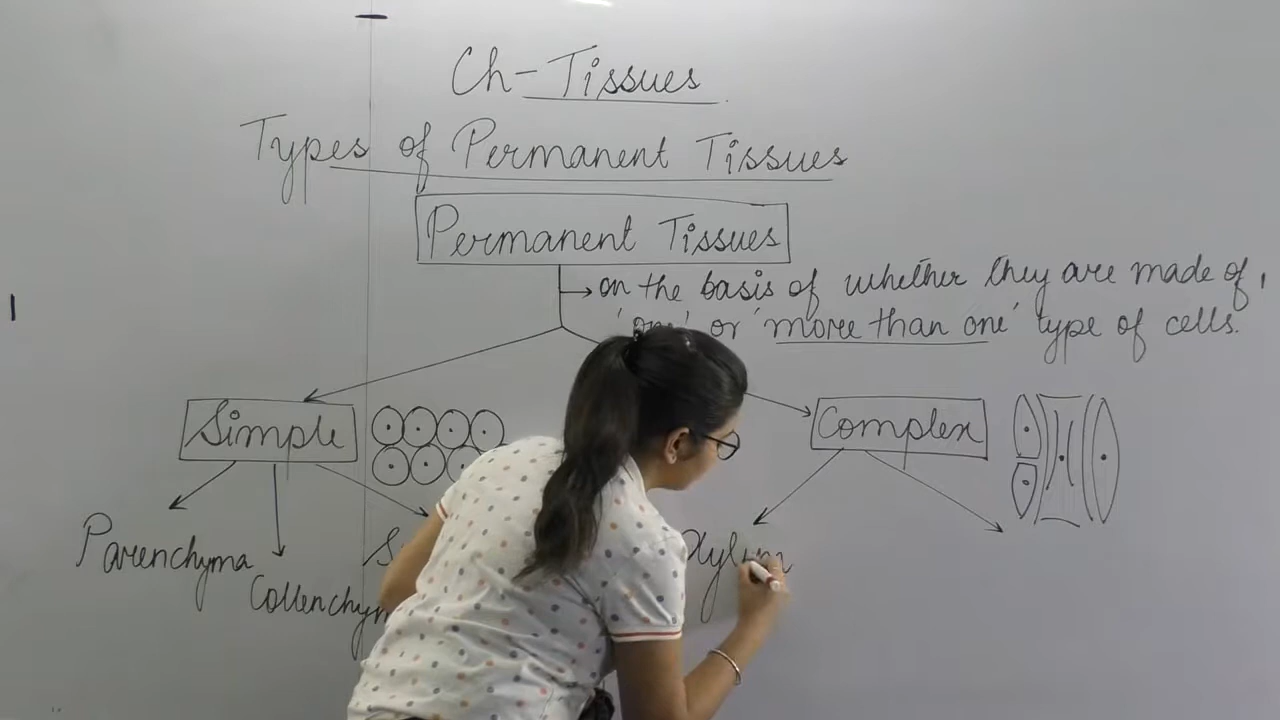 Ch-Tissues
Types of Permanent Tissues
Permanent Tissues
on the basis of whether they are made of,
'one' or 'more than one' type of cells.
Simple
Complex
Parenchyma
Xylem